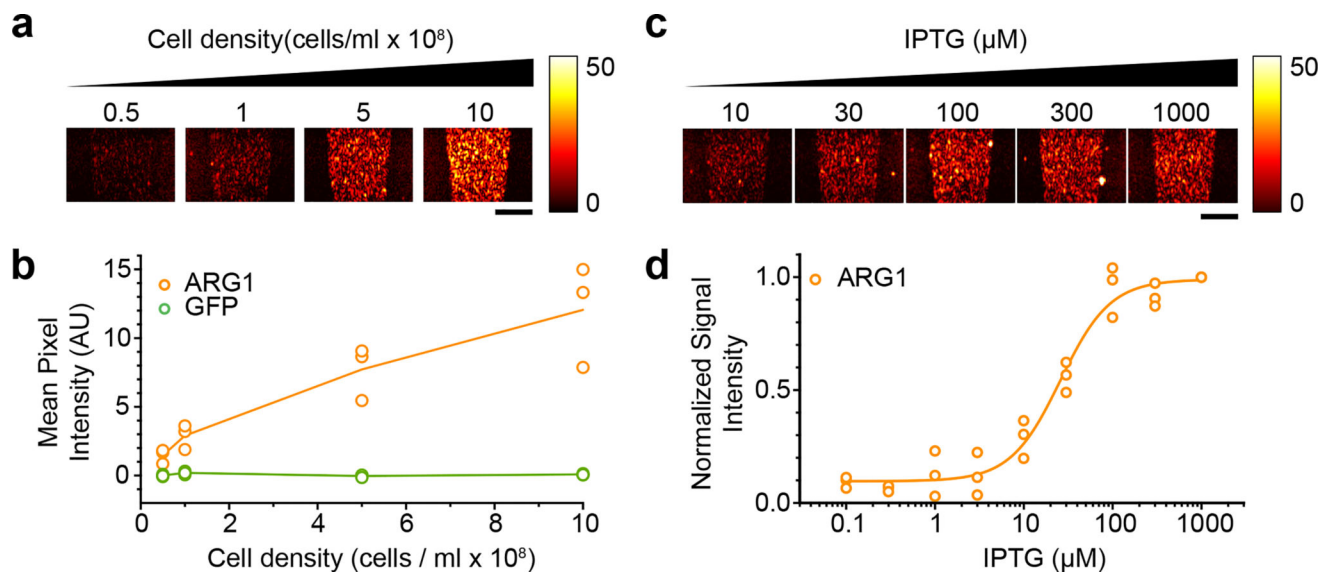 a
Cell density(cells/ml x 10⁸)
0.5 1 5 10
50
0
c
IPTG (µM)
10 30 100 300 1000
50
0
b
ARG1
GFP
Mean Pixel
Intensity (AU)
15
10
5
0
0 2 4 6 8 10
Cell density (cells / ml x 10⁸)
d
ARG1
Normalized Signal
Intensity
1.0
0.5
0.0
0.1 1 10 100 1000
IPTG (µM)